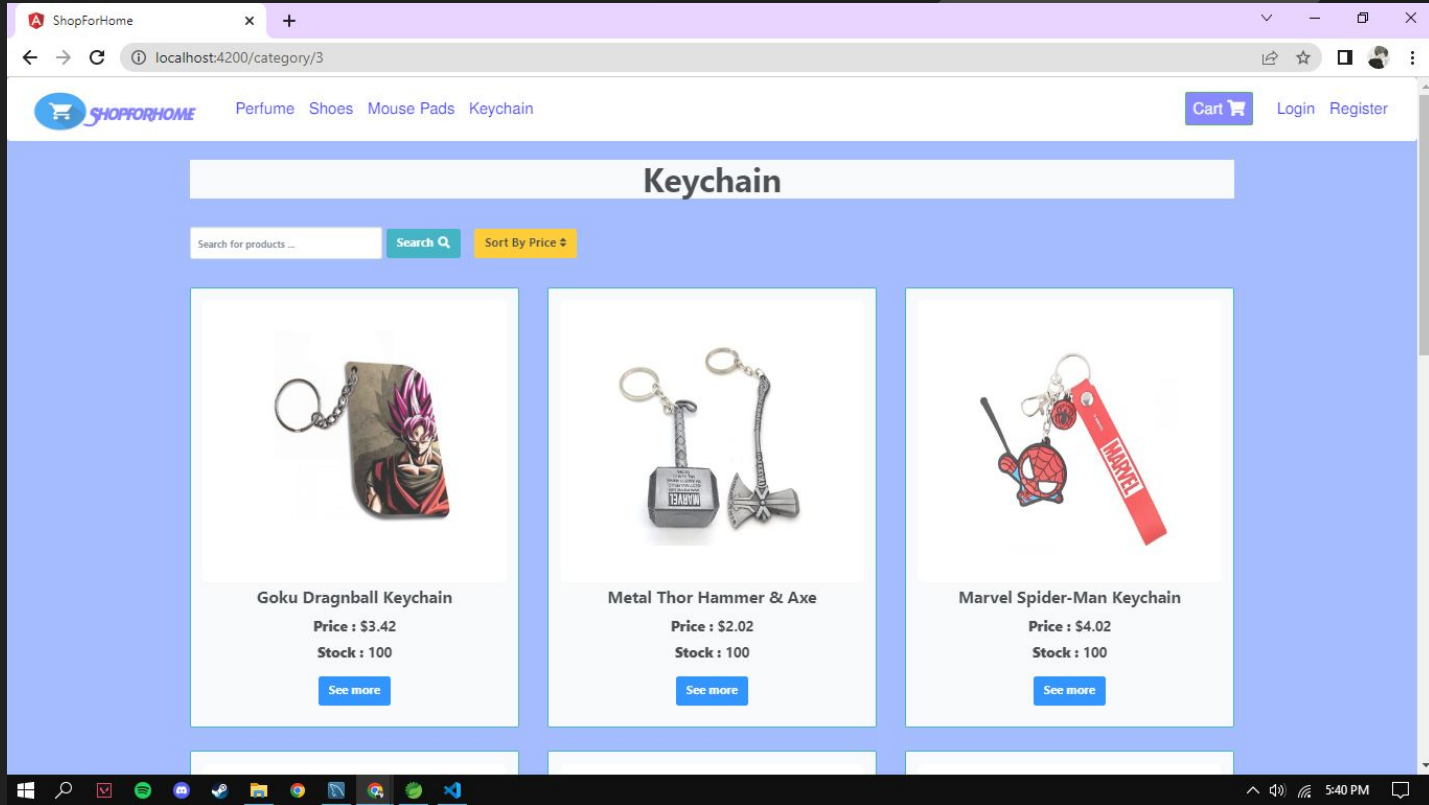 ShopForHome
localhost:4200/category/3
SHOPFORHOME Perfume Shoes Mouse Pads Keychain Cart Login Register
Keychain
Search for products ... Search Sort By Price
MARVEL
MARVEL
Goku Dragnball Keychain Metal Thor Hammer & Axe Marvel Spider-Man Keychain
Price : $3.42 Price : $2.02 Price : $4.02
Stock : 100 Stock : 100 Stock : 100
See more See more See more
5:40 PM